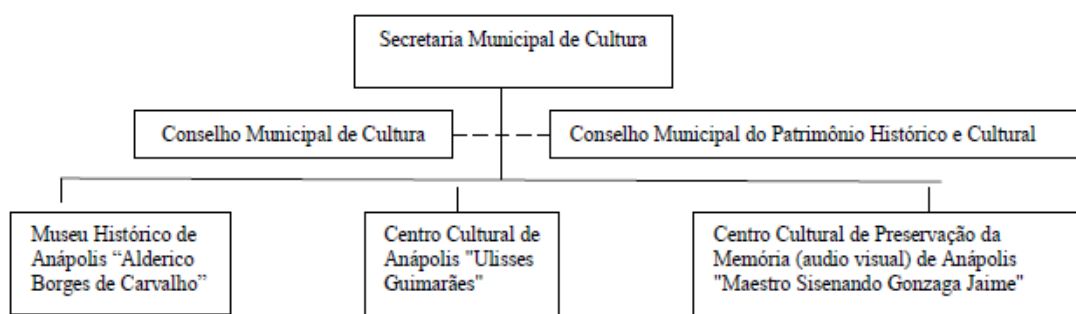 Secretaria Municipal de Cultura
Conselho Municipal de Cultura
Conselho Municipal do Patrimônio Histórico e Cultural
Museu Histórico de
Anápolis “Alderico
Borges de Carvalho”
Centro Cultural de
Anápolis "Ulisses
Guimarães"
Centro Cultural de Preservação da
Memória (audio visual) de Anápolis
"Maestro Sisenando Gonzaga Jaime"